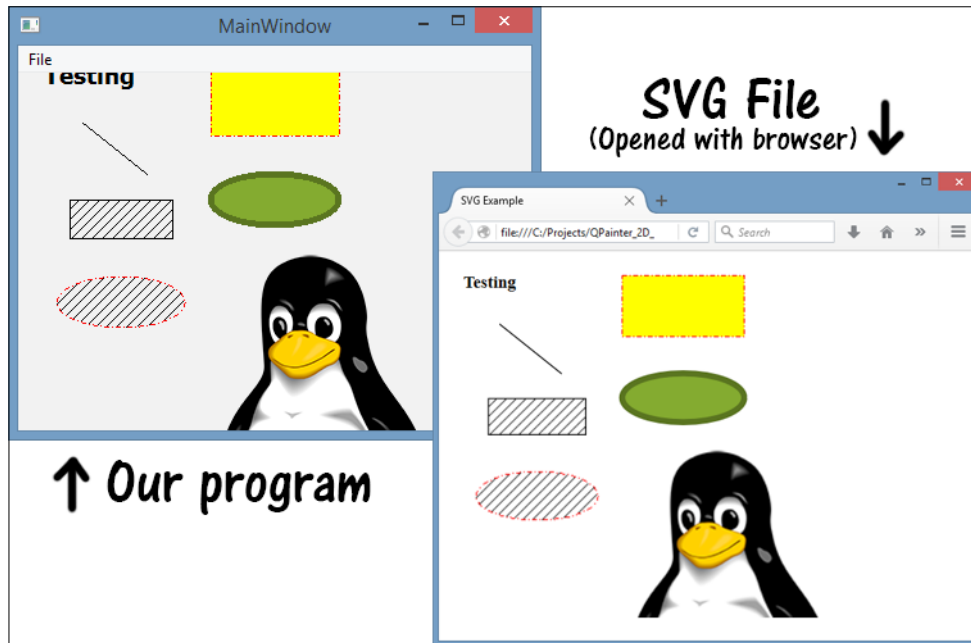 MainWindow
File
Testing
SVG File
(Opened with browser)
SVG Example
file:///C:/Projects/QPainter_2D_
Search
Testing
Our program